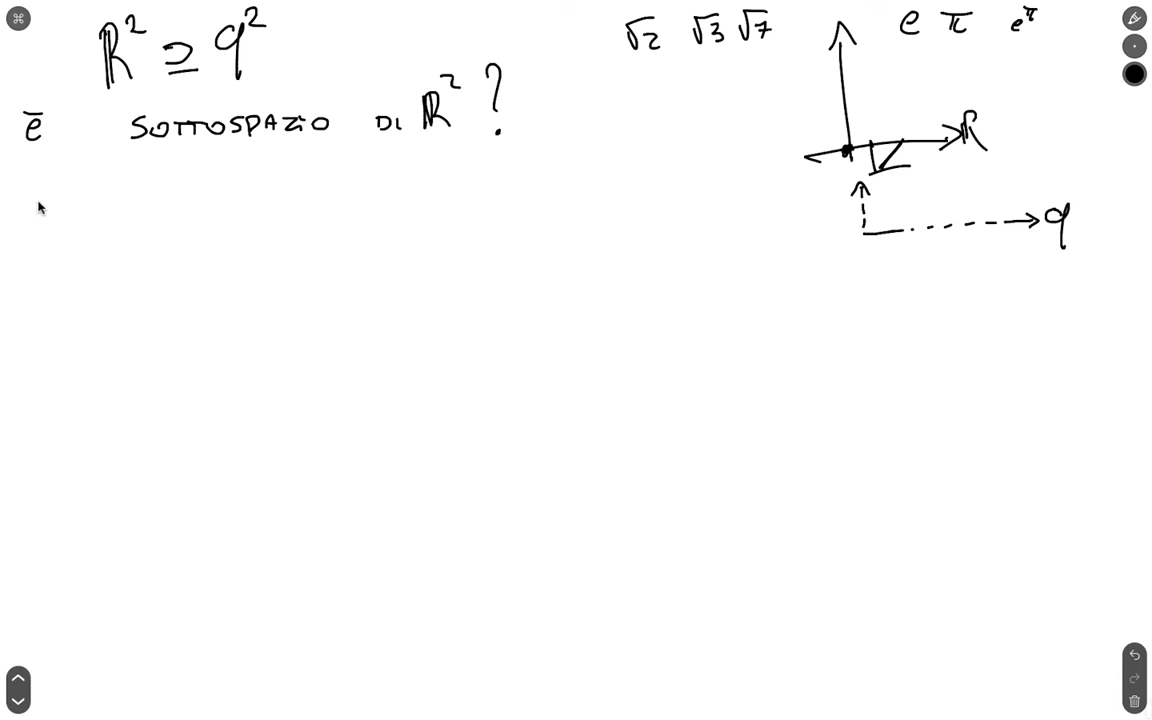 ℝ² ⊇ q²
ē SOTTOSPAZIO DI ℝ² ?
√2 √3 √7 e π e^π
ℝ
ℤ
q